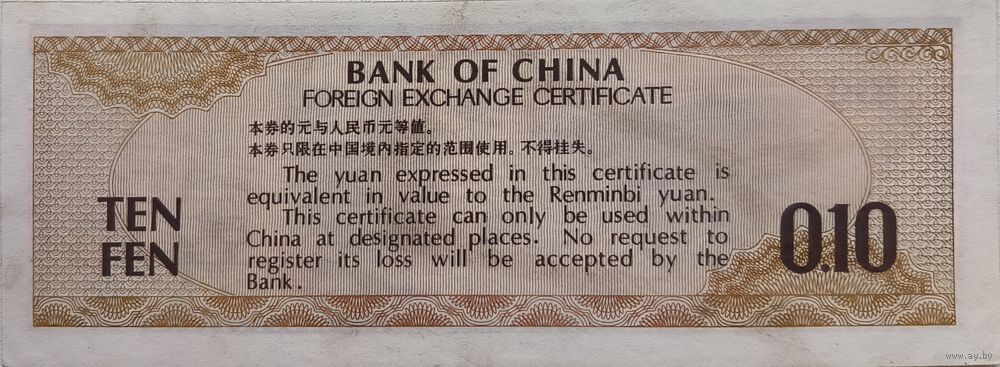 BANK OF CHINA
FOREIGN EXCHANGE CERTIFICATE
本券的元与人民币元等值。
本券只限在中国境内指定的范围使用。不得挂失。
The yuan expressed in this certificate is
equivalent in value to the Renminbi yuan.
This certificate can only be used within
China at designated places. No request to
register its loss will be accepted by the
Bank.
TEN
FEN
0.10
www.ay.by